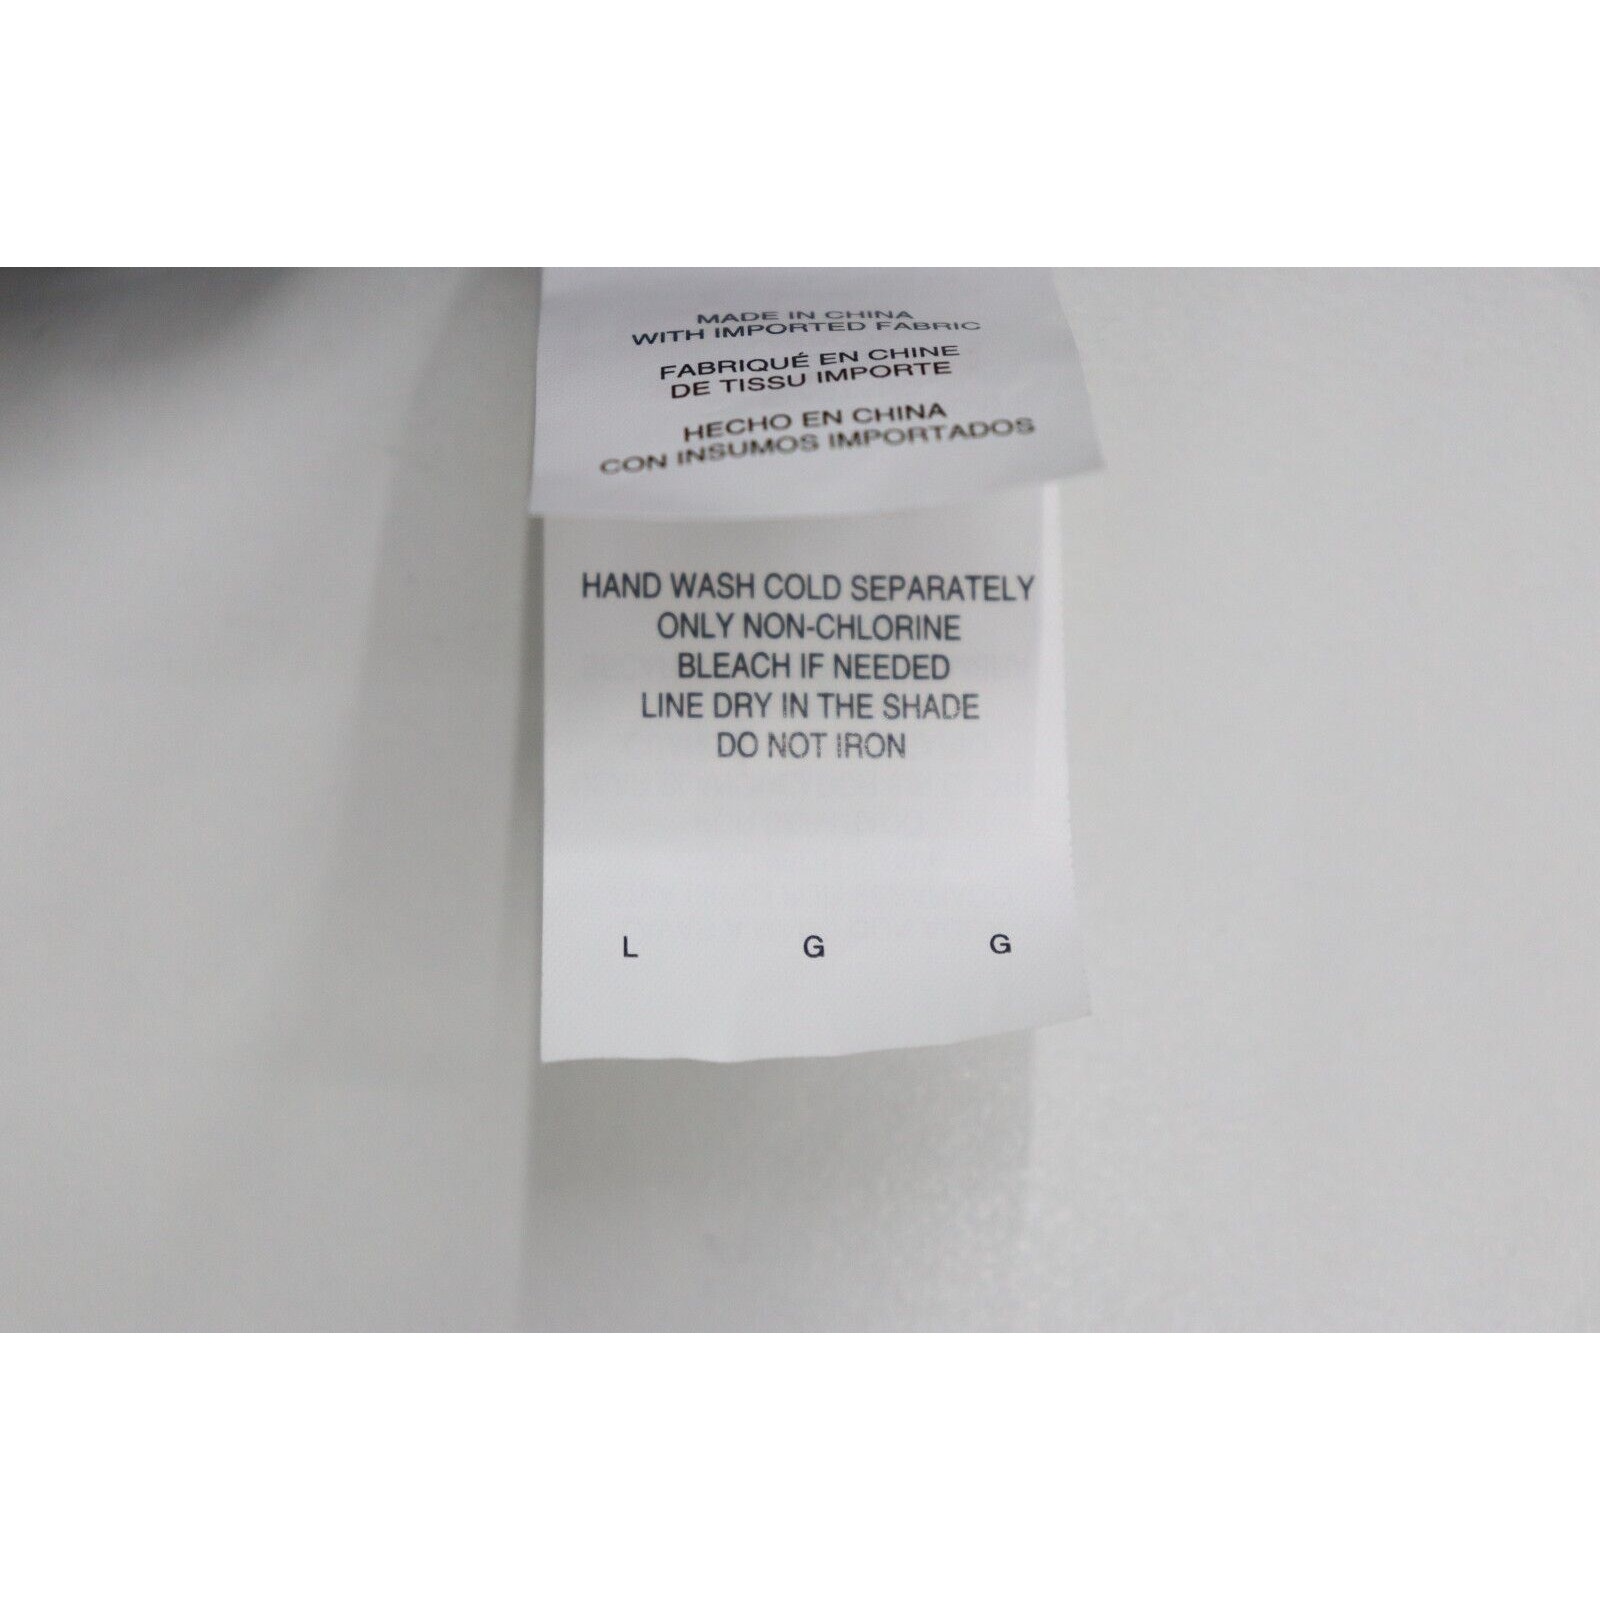 MADE IN CHINA
WITH IMPORTED FABRIC
FABRIQUÉ EN CHINE
DE TISSU IMPORTE
HECHO EN CHINA
CON INSUMOS IMPORTADOS
HAND WASH COLD SEPARATELY
ONLY NON-CHLORINE
BLEACH IF NEEDED
LINE DRY IN THE SHADE
DO NOT IRON
L G G